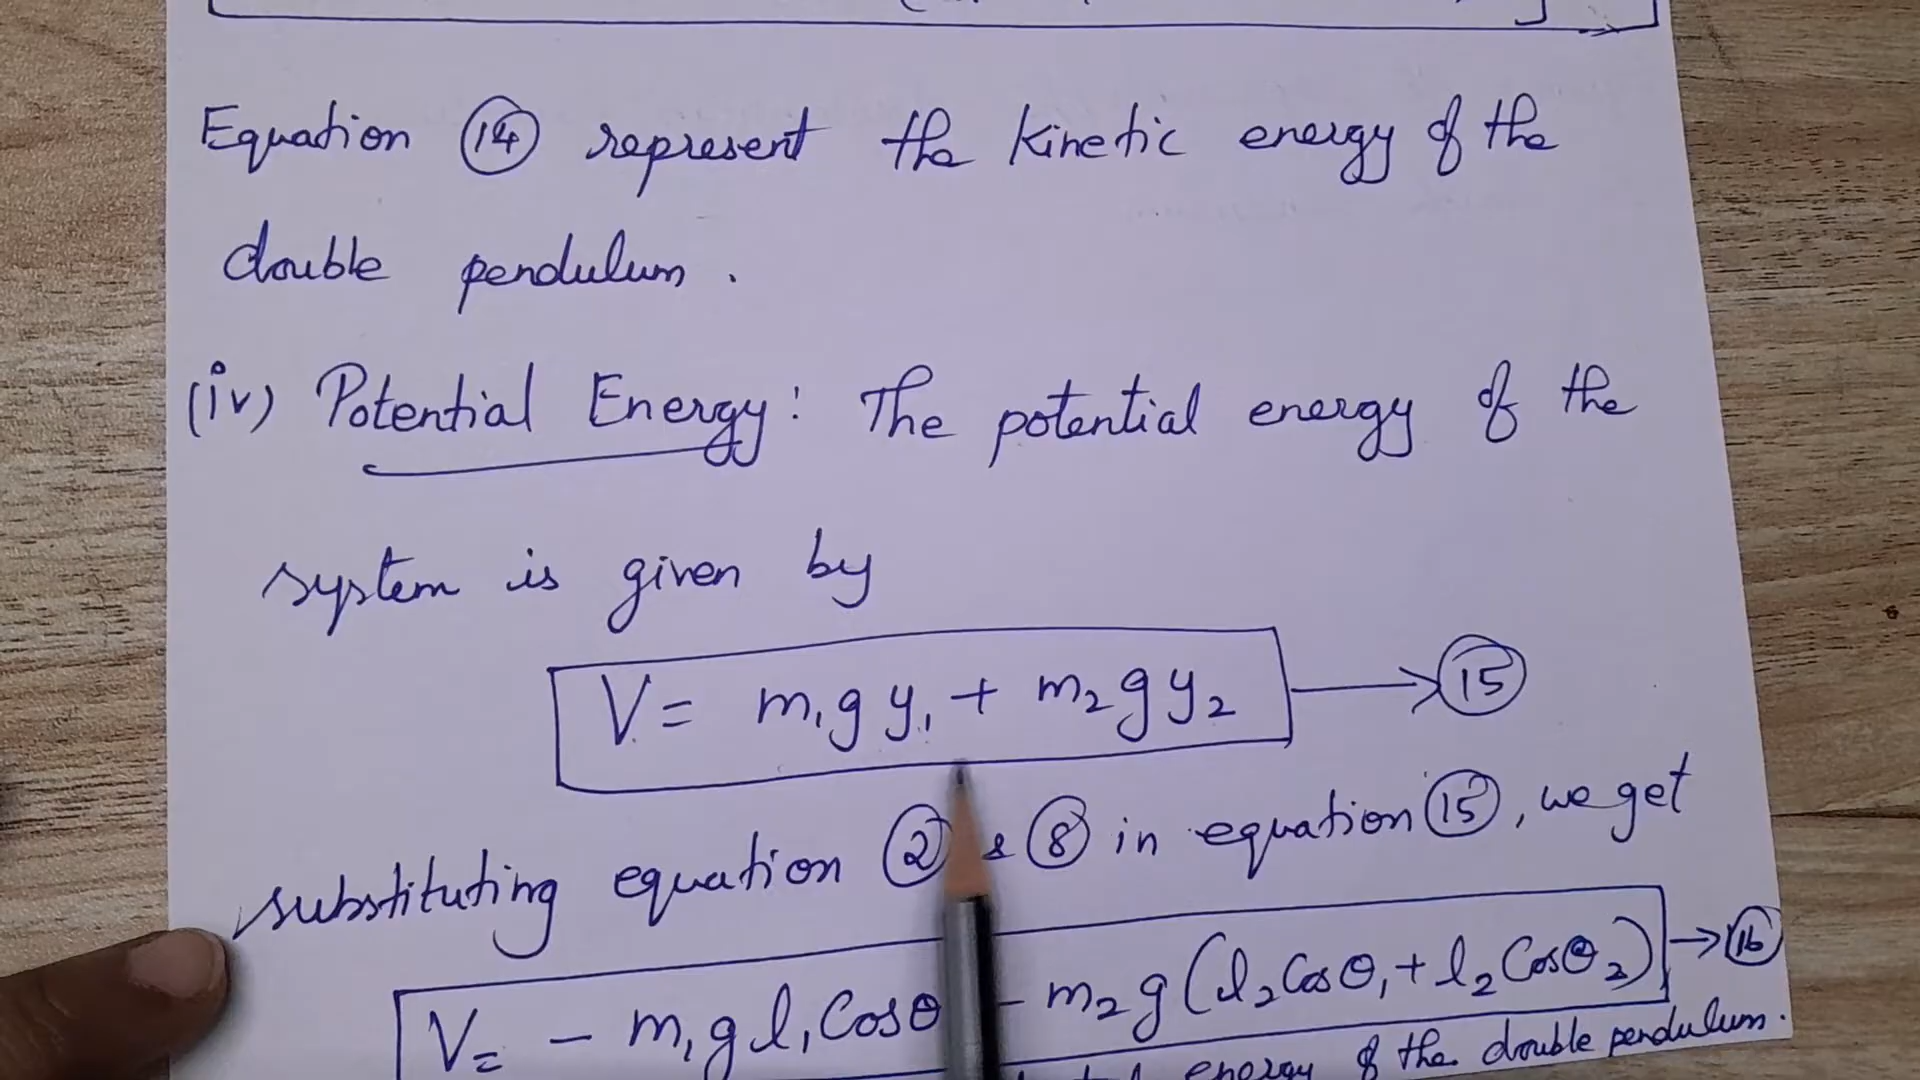 Equation (14) represent the Kinetic energy of the
double pendulum.
(iv) Potential Energy: The potential energy of the
system is given by
V = m₁gy₁ + m₂gy₂ → (15)
substituting equation (2) & (8) in equation (15), we get
V = - m₁gl₁Cosθ - m₂g(l₂Cosθ₁ + l₂Cosθ₂) → (16)
energy of the double pendulum.